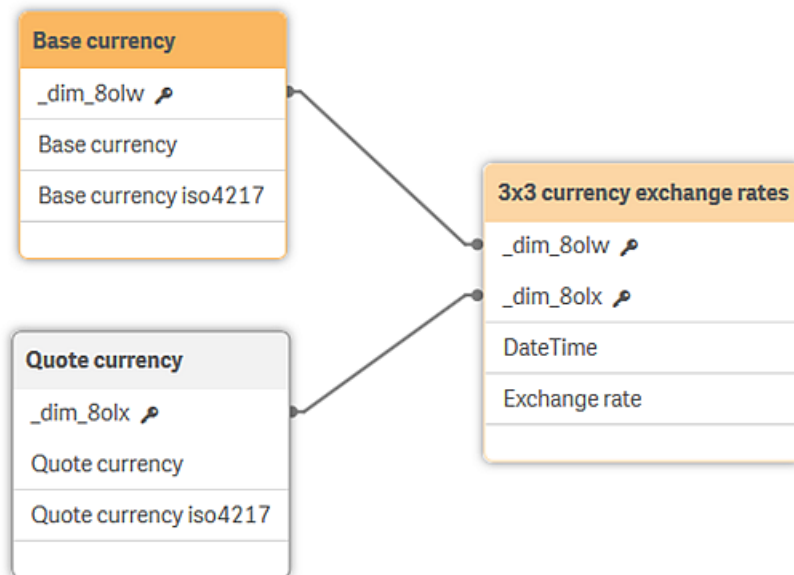 Base currency
_dim_8olw
Base currency
Base currency iso4217
3x3 currency exchange rates
_dim_8olw
_dim_8olx
DateTime
Exchange rate
Quote currency
_dim_8olx
Quote currency
Quote currency iso4217